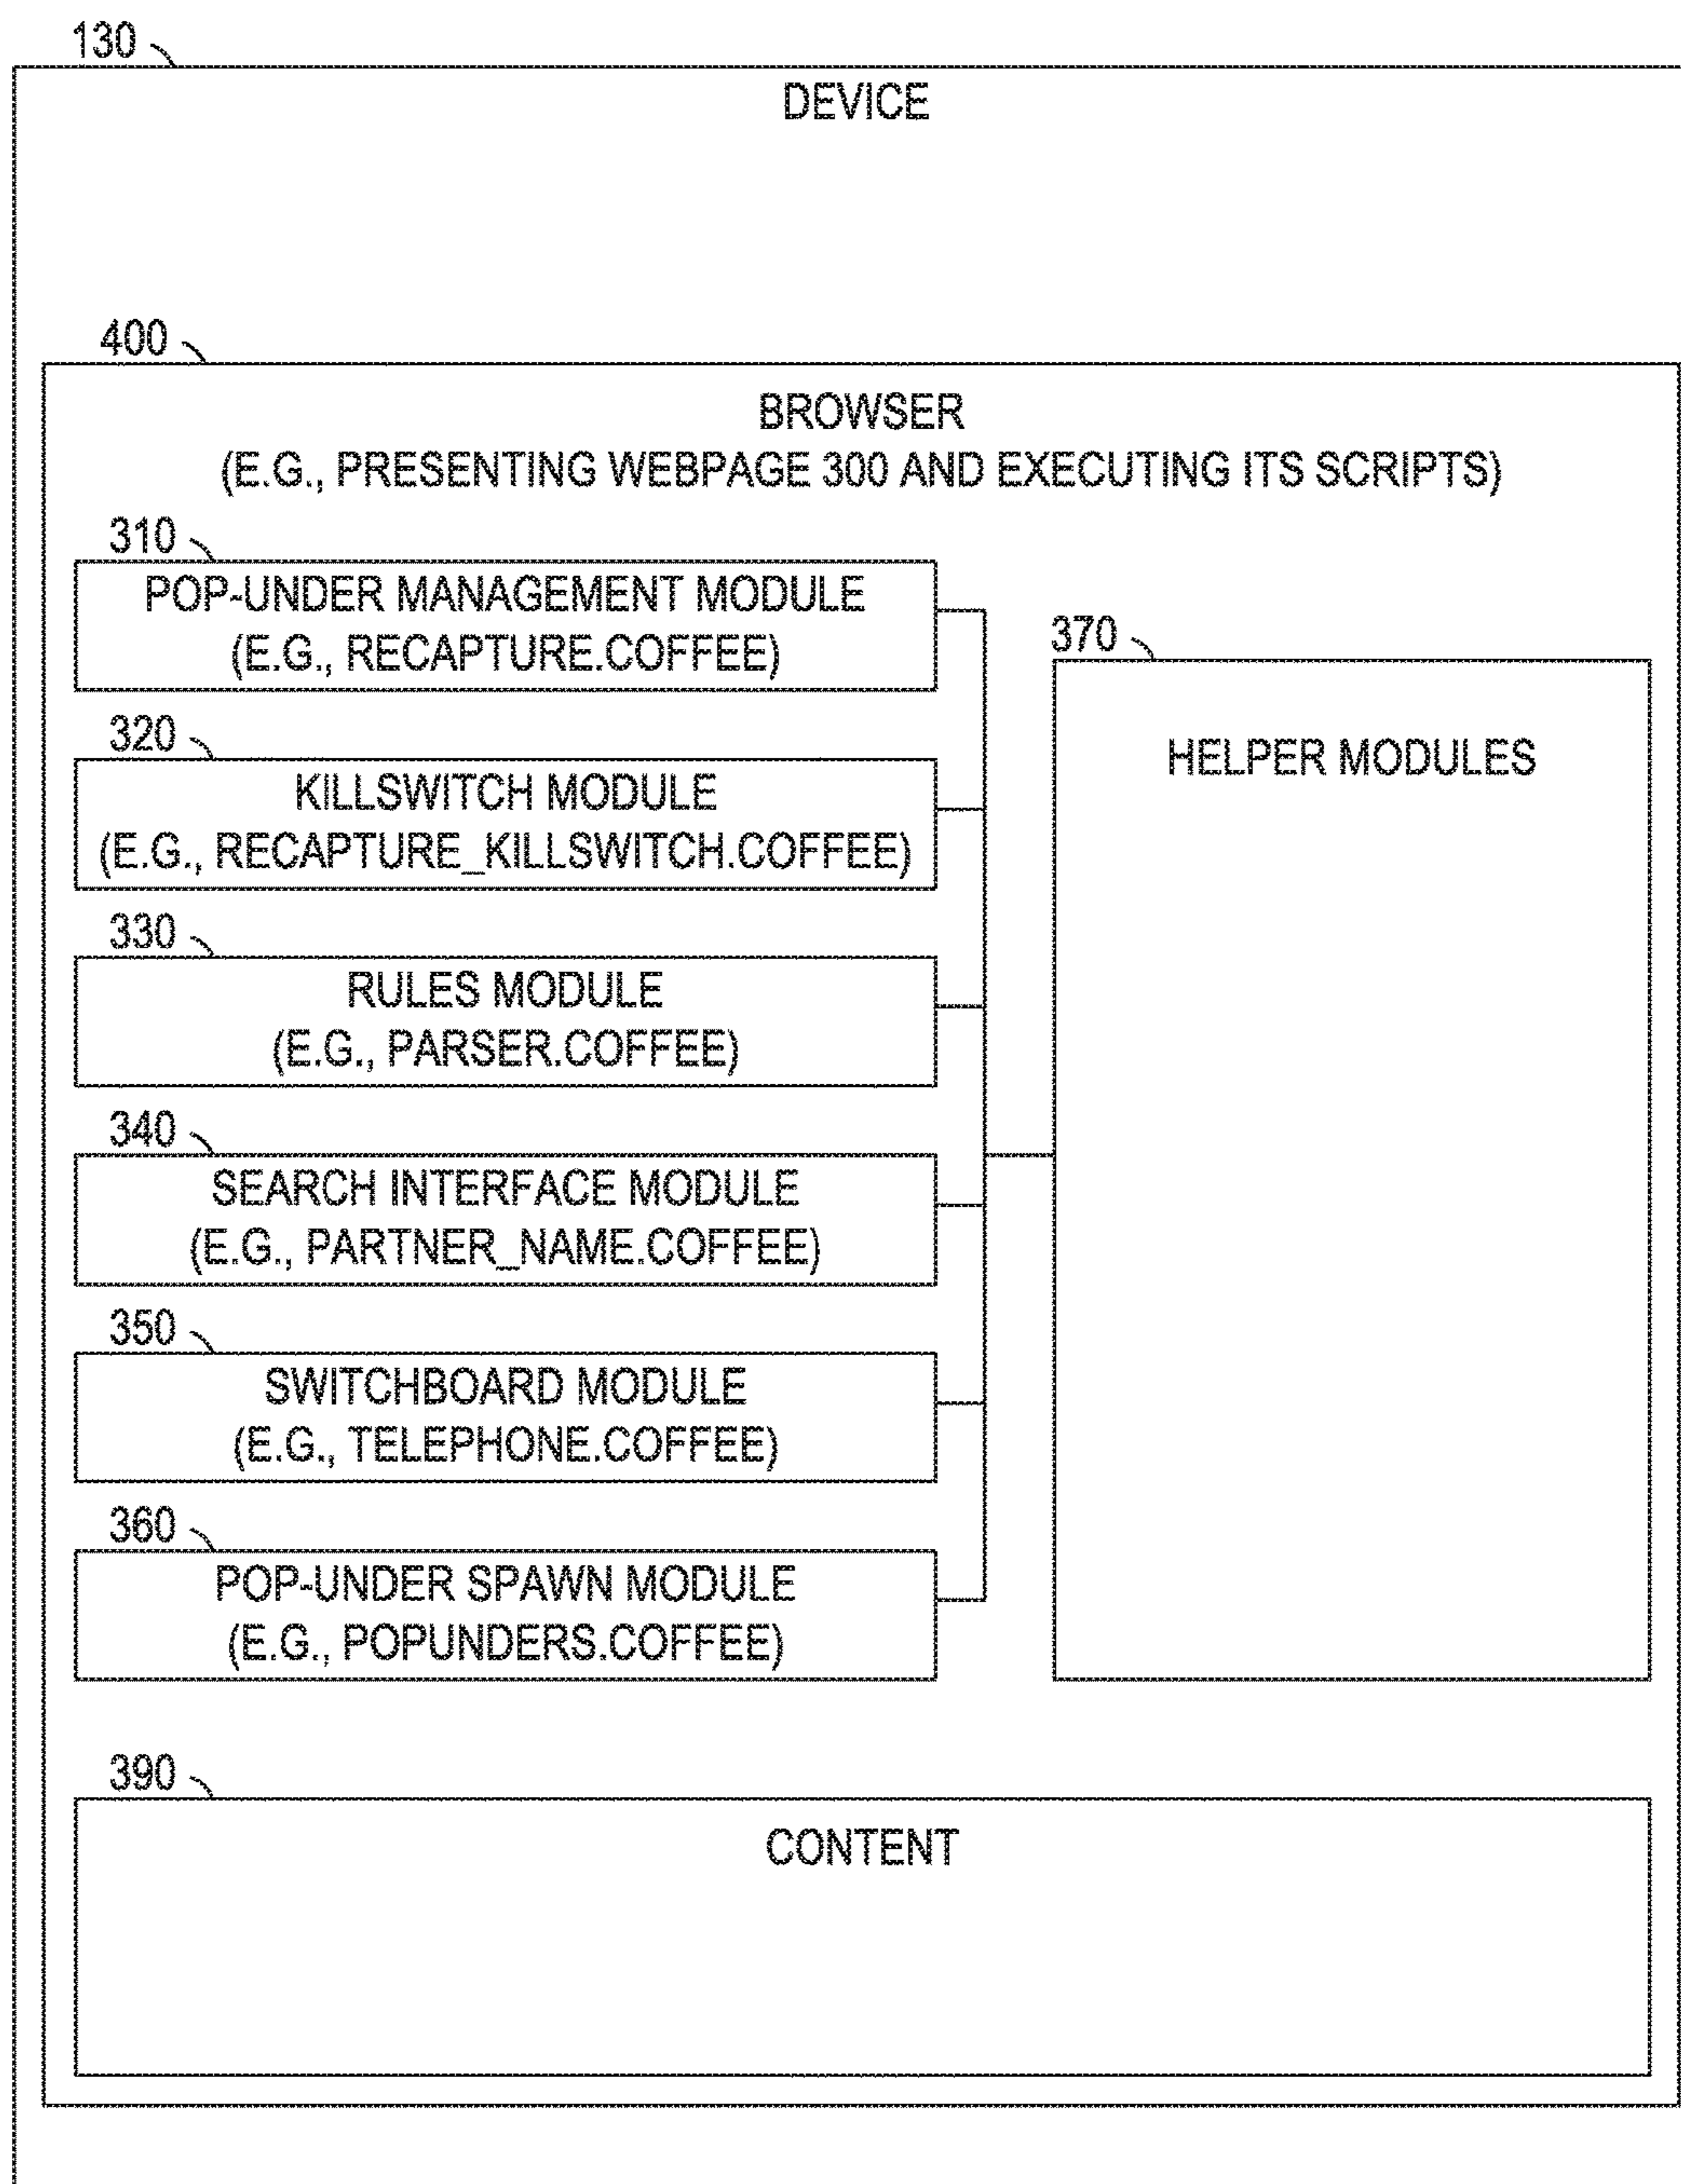 130
DEVICE
400
BROWSER
(E.G., PRESENTING WEBPAGE 300 AND EXECUTING ITS SCRIPTS)
310
POP-UNDER MANAGEMENT MODULE
(E.G., RECAPTURE.COFFEE)
320
KILLSWITCH MODULE
(E.G., RECAPTURE_KILLSWITCH.COFFEE)
330
RULES MODULE
(E.G., PARSER.COFFEE)
340
SEARCH INTERFACE MODULE
(E.G., PARTNER_NAME.COFFEE)
350
SWITCHBOARD MODULE
(E.G., TELEPHONE.COFFEE)
360
POP-UNDER SPAWN MODULE
(E.G., POPUNDERS.COFFEE)
370
HELPER MODULES
390
CONTENT